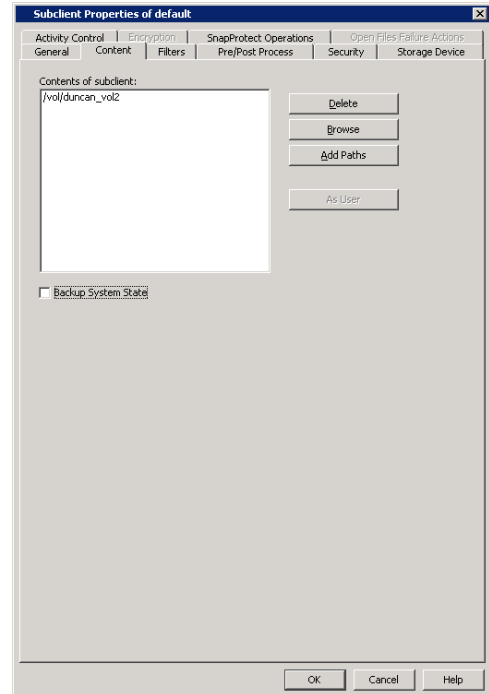 Subclient Properties of default
Activity Control Encryption SnapProtect Operations Open Files Failure Actions
General Content Filters Pre/Post Process Security Storage Device
Contents of subclient:
/vol/duncan_vol2
Delete
Browse
Add Paths
As User
Backup System State
OK Cancel Help